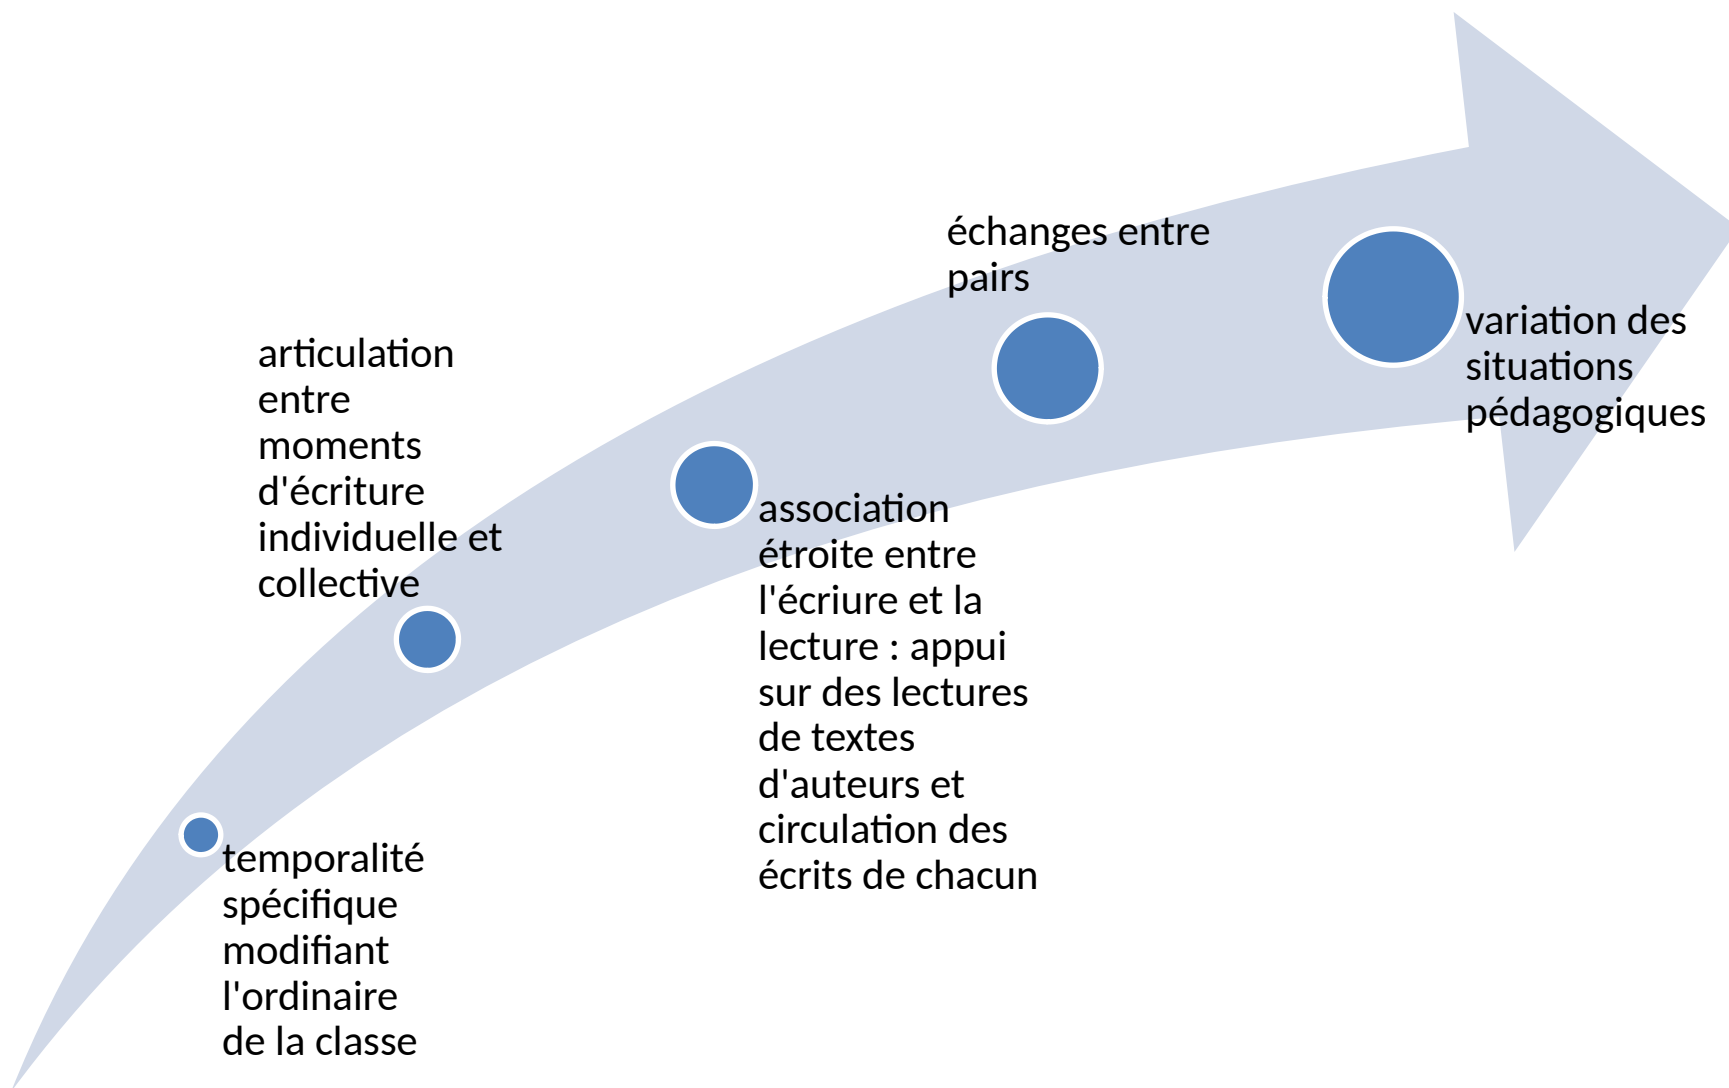 temporalité
spécifique
modifiant
l'ordinaire
de la classe
articulation
entre
moments
d'écriture
individuelle et
collective
association
étroite entre
l'écriure et la
lecture : appui
sur des lectures
de textes
d'auteurs et
circulation des
écrits de chacun
échanges entre
pairs
variation des
situations
pédagogiques